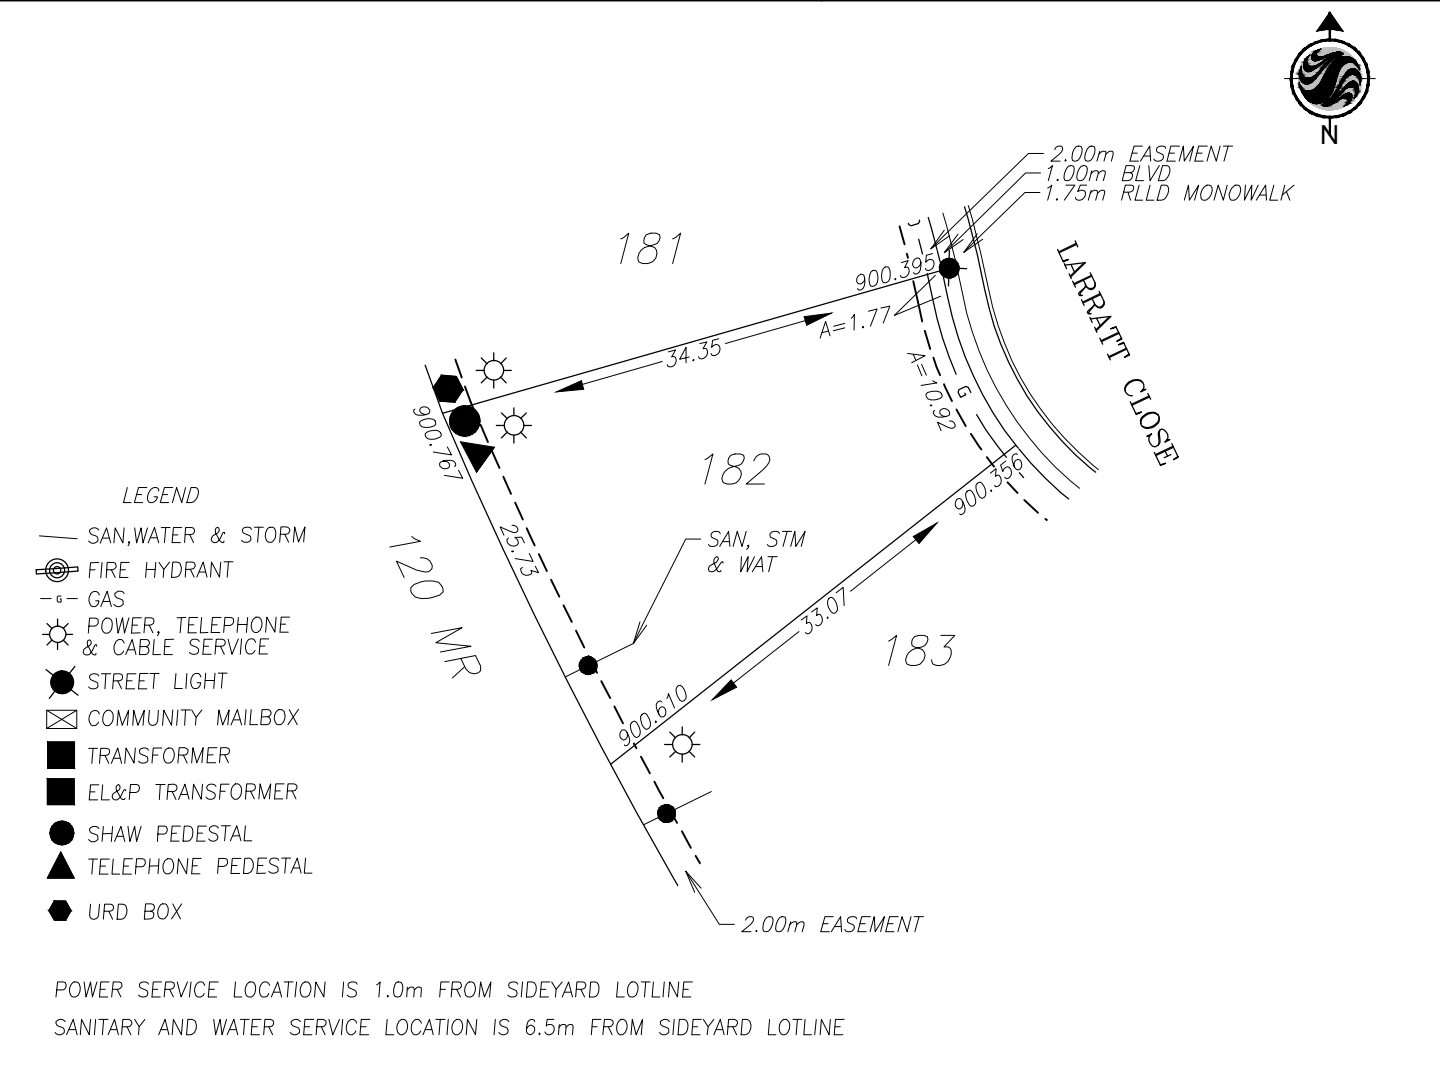 N
2.00m EASEMENT
1.00m BLVD
1.75m RLLD MONOWALK
181
900.395
A=1.77
34.35
LARRATT CLOSE
A=10.92
G
900.767
182
900.356
25.73
120 MR
SAN, STM
& WAT
33.07
183
900.610
2.00m EASEMENT
LEGEND
SAN,WATER & STORM
FIRE HYDRANT
G GAS
POWER, TELEPHONE
& CABLE SERVICE
STREET LIGHT
COMMUNITY MAILBOX
TRANSFORMER
EL&P TRANSFORMER
SHAW PEDESTAL
TELEPHONE PEDESTAL
URD BOX
POWER SERVICE LOCATION IS 1.0m FROM SIDEYARD LOTLINE
SANITARY AND WATER SERVICE LOCATION IS 6.5m FROM SIDEYARD LOTLINE